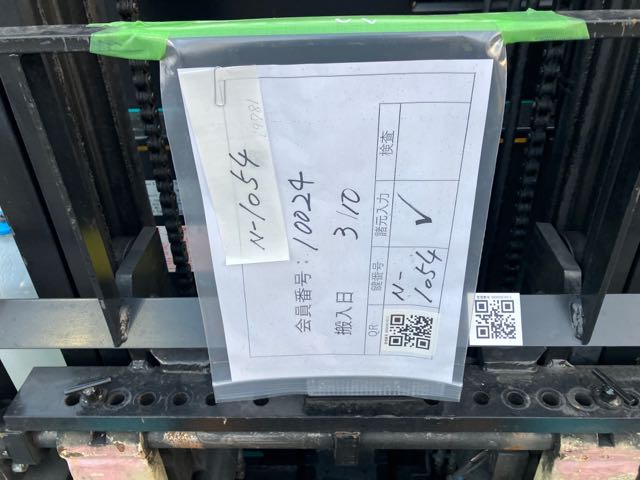 N-1054
会員番号：10024
搬入日 3/10
QR 鍵番号 諸元入力 検査
N-1054 ✓